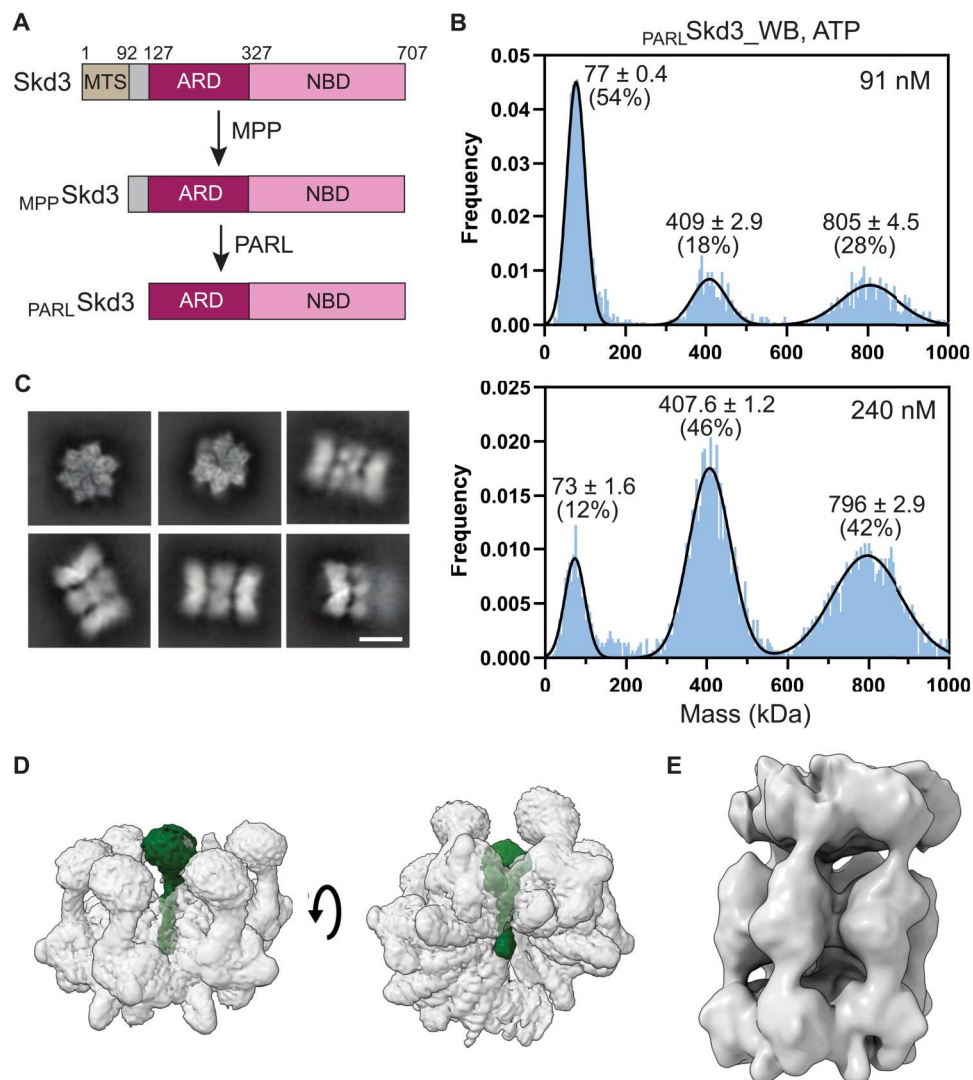 A
1 92 127 327 707
Skd3 MTS ARD NBD
MPP
MPPSkd3 ARD NBD
PARL
PARLSkd3 ARD NBD
B
PARLSkd3_WB, ATP
91 nM
Frequency
0.05
0.04
0.03
0.02
0.01
0.00
77 ± 0.4
(54%)
409 ± 2.9
(18%)
805 ± 4.5
(28%)
0 200 400 600 800 1000
240 nM
Frequency
0.025
0.020
0.015
0.010
0.005
0.000
73 ± 1.6
(12%)
407.6 ± 1.2
(46%)
796 ± 2.9
(42%)
0 200 400 600 800 1000
Mass (kDa)
C
D
E